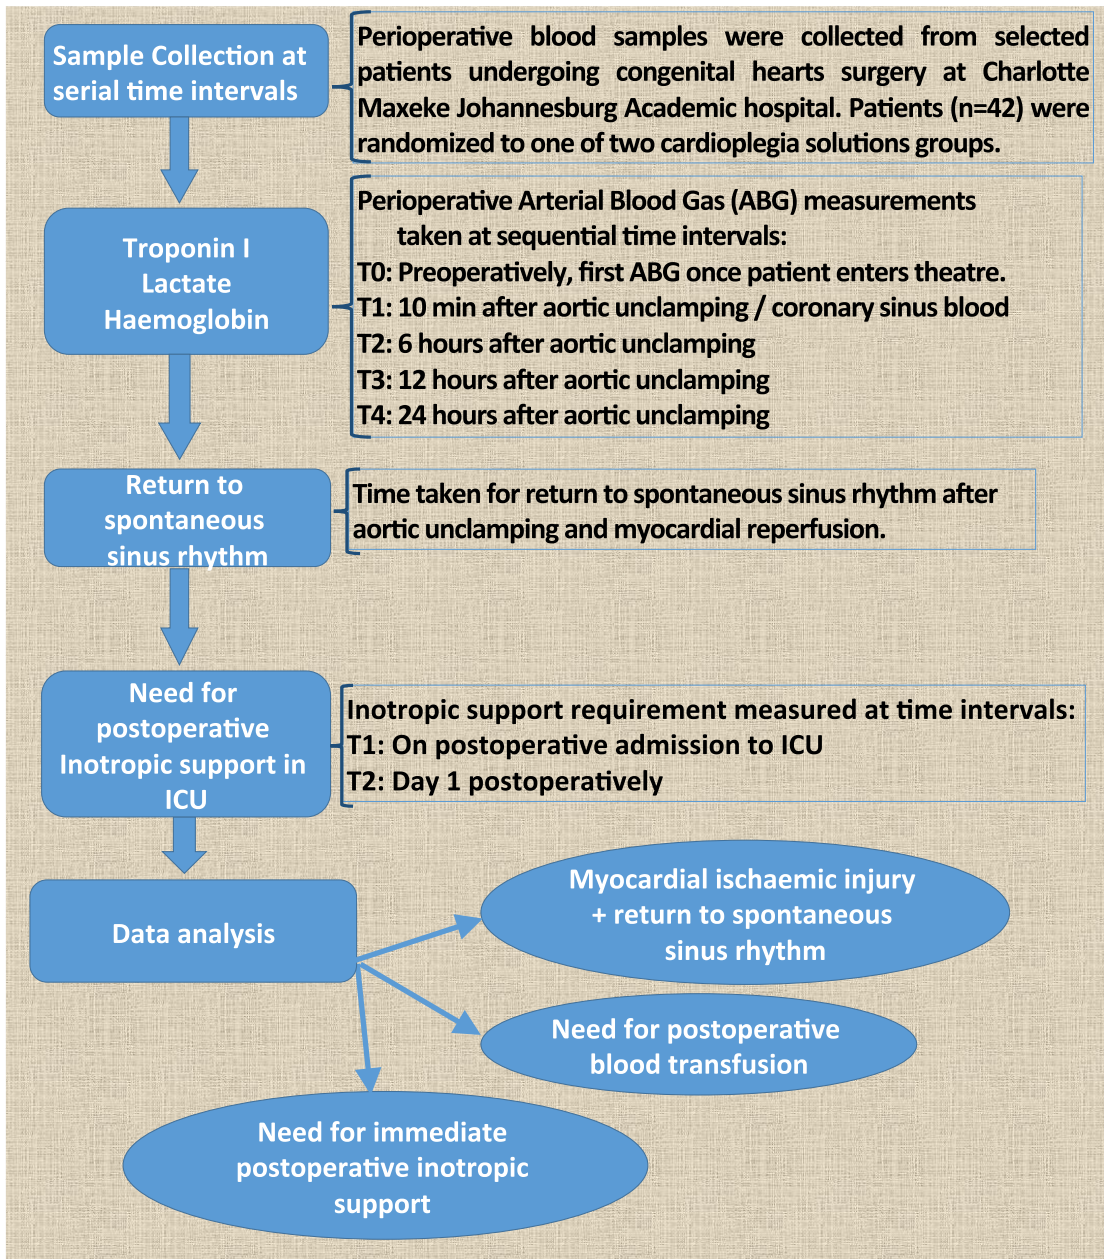 Sample Collection at
serial time intervals
Perioperative blood samples were collected from selected
patients undergoing congenital hearts surgery at Charlotte
Maxeke Johannesburg Academic hospital. Patients (n=42) were
randomized to one of two cardioplegia solutions groups.
Troponin I
Lactate
Haemoglobin
Perioperative Arterial Blood Gas (ABG) measurements
taken at sequential time intervals:
T0: Preoperatively, first ABG once patient enters theatre.
T1: 10 min after aortic unclamping / coronary sinus blood
T2: 6 hours after aortic unclamping
T3: 12 hours after aortic unclamping
T4: 24 hours after aortic unclamping
Return to
spontaneous
sinus rhythm
Time taken for return to spontaneous sinus rhythm after
aortic unclamping and myocardial reperfusion.
Need for
postoperative
Inotropic support in
ICU
Inotropic support requirement measured at time intervals:
T1: On postoperative admission to ICU
T2: Day 1 postoperatively
Data analysis
Myocardial ischaemic injury
+ return to spontaneous
sinus rhythm
Need for postoperative
blood transfusion
Need for immediate
postoperative inotropic
support